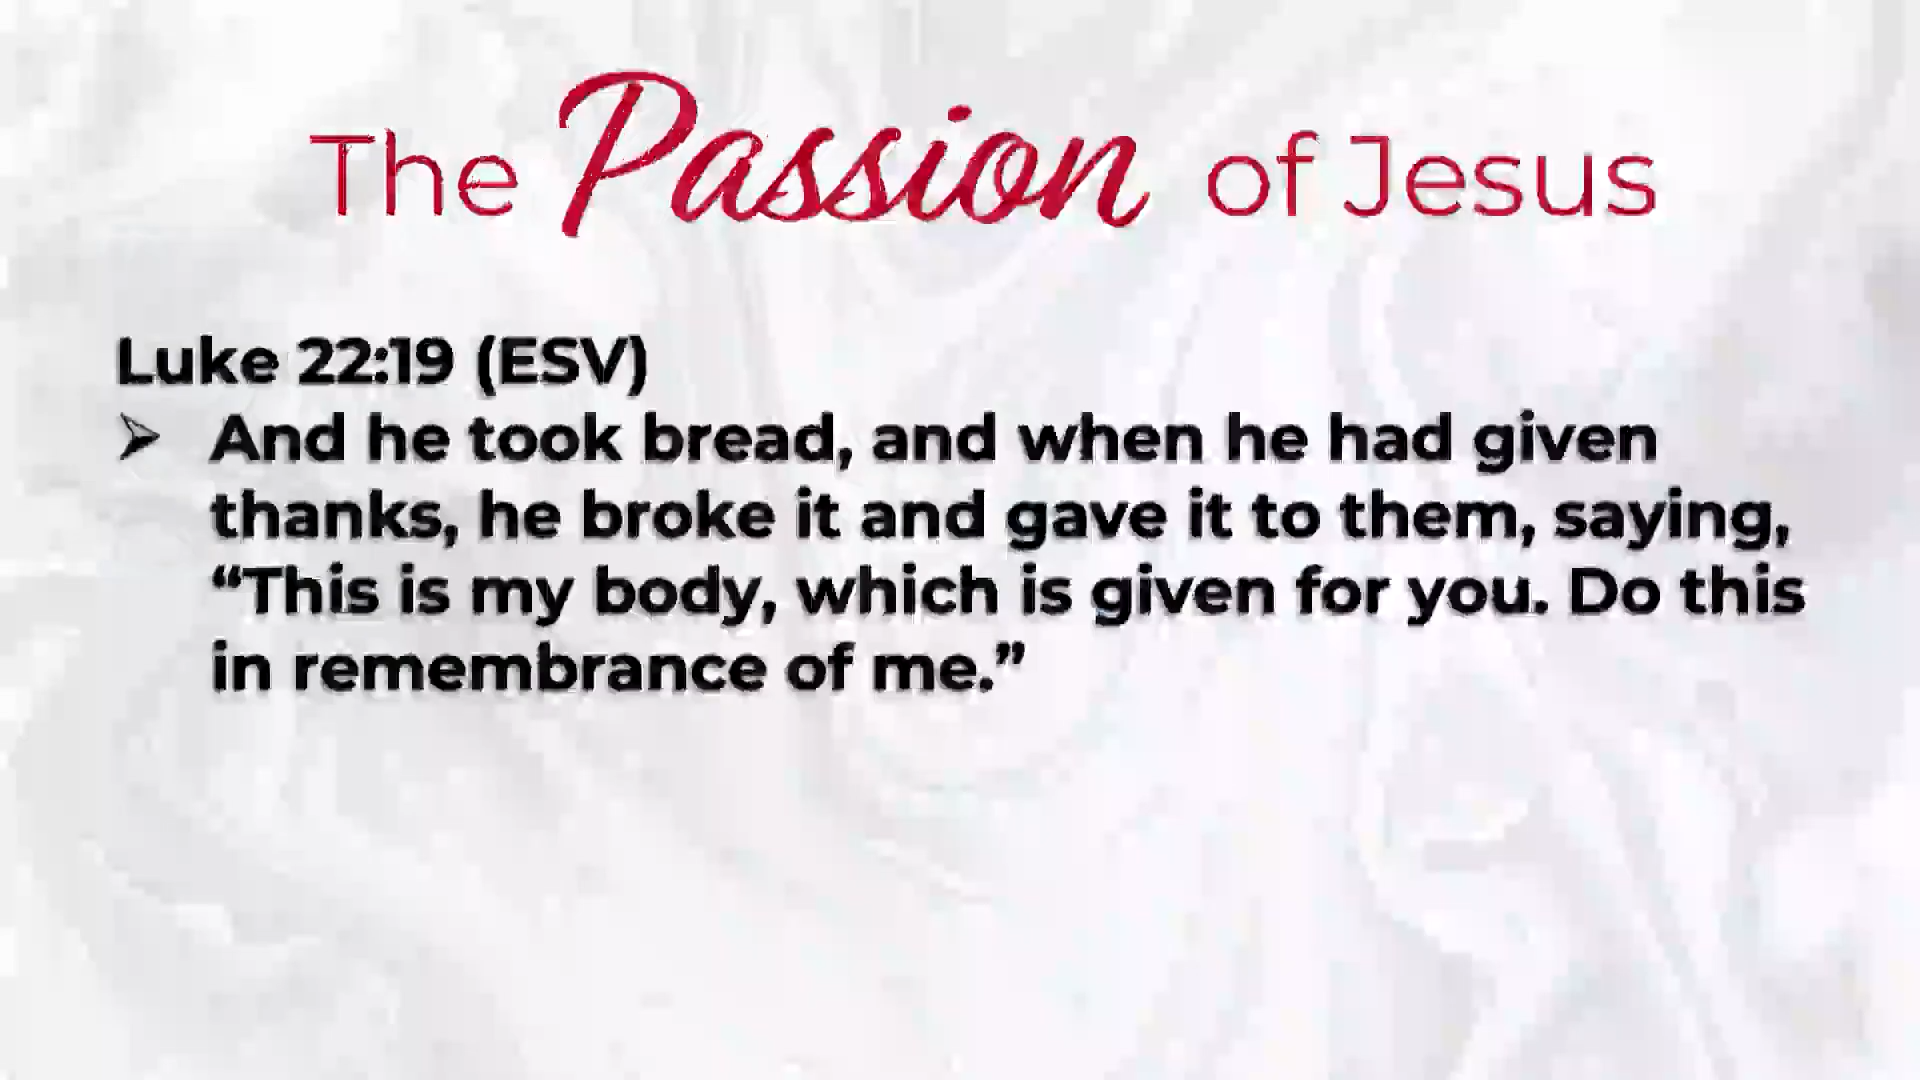 The Passion of Jesus
Luke 22:19 (ESV)
➢ And he took bread, and when he had given
thanks, he broke it and gave it to them, saying,
“This is my body, which is given for you. Do this
in remembrance of me.”